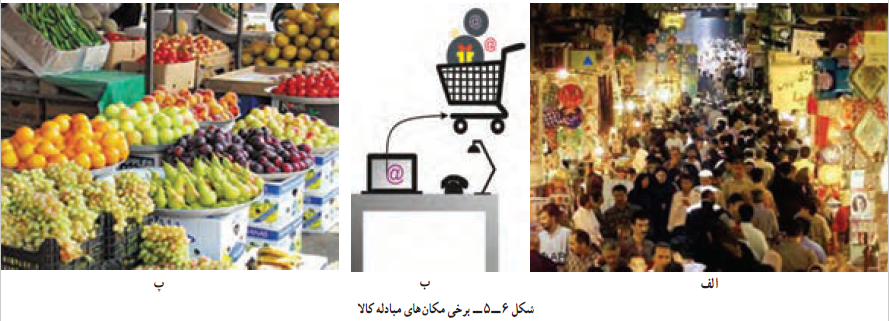 @
@
@
الف ب پ
شکل ۶ــ۵ــ برخی مکان‌های مبادله کالا